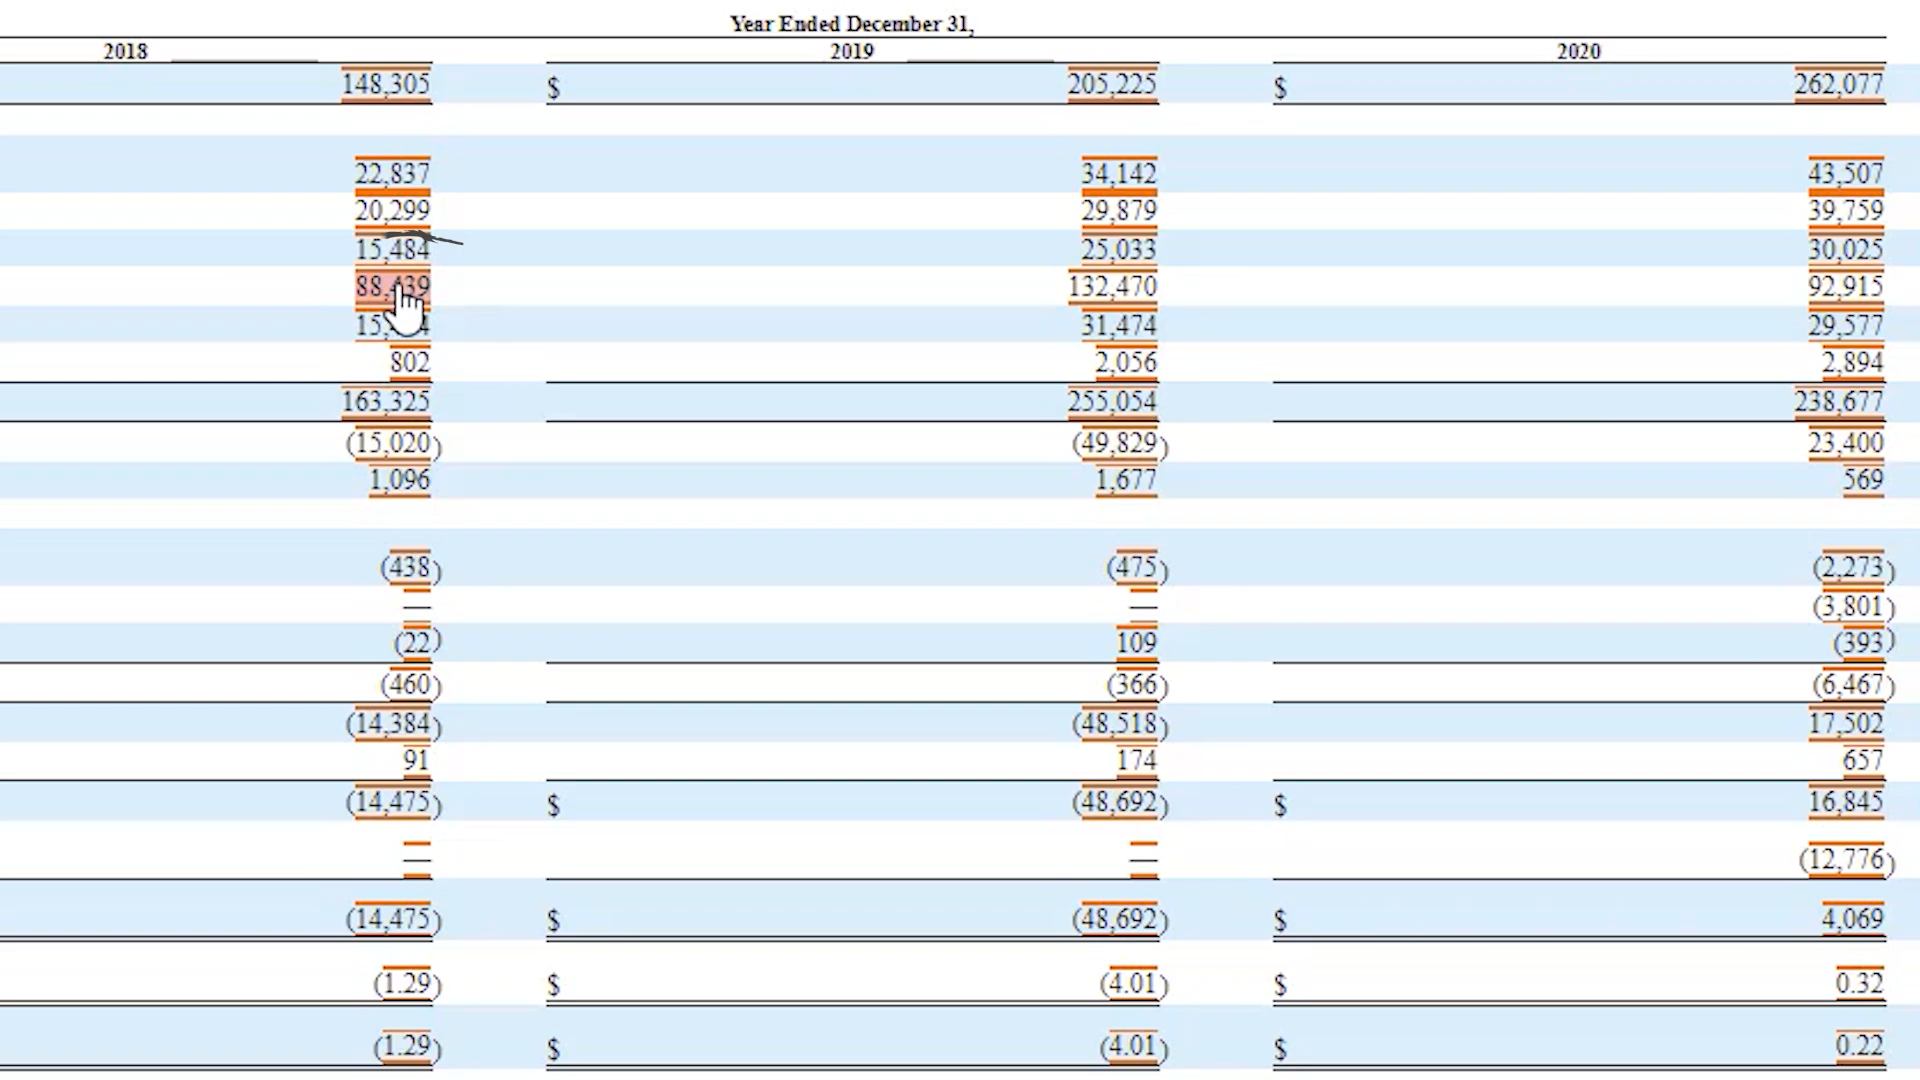 Year Ended December 31,
2018 2019 2020
148,305 $ 205,225 $ 262,077
22,837 34,142 43,507
20,299 29,879 39,759
15,484 25,033 30,025
88,439 132,470 92,915
31,474 29,577
802 2,056 2,894
163,325 255,054 238,677
(15,020) (49,829) 23,400
1,096 1,677 569
(438) (475) (2,273)
— — (3,801)
(22) 109 (393)
(460) (366) (6,467)
(14,384) (48,518) 17,502
91 174 657
(14,475) $ (48,692) $ 16,845
— — (12,776)
(14,475) $ (48,692) $ 4,069
(1.29) $ (4.01) $ 0.32
(1.29) $ (4.01) $ 0.22